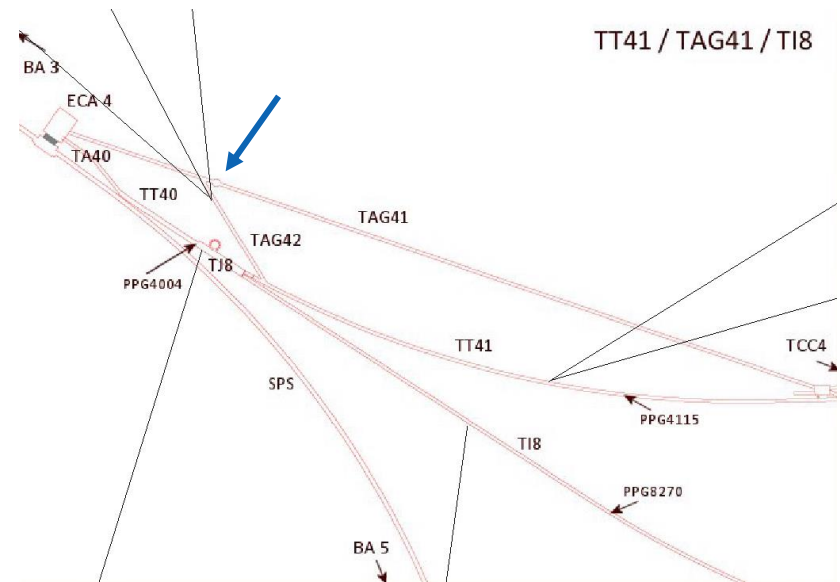 TT41 / TAG41 / TI8
BA 3
ECA 4
TA40
TT40
TAG41
TAG42
TJ8
PPG4004
TT41
TCC4
SPS
PPG4115
TI8
PPG8270
BA 5